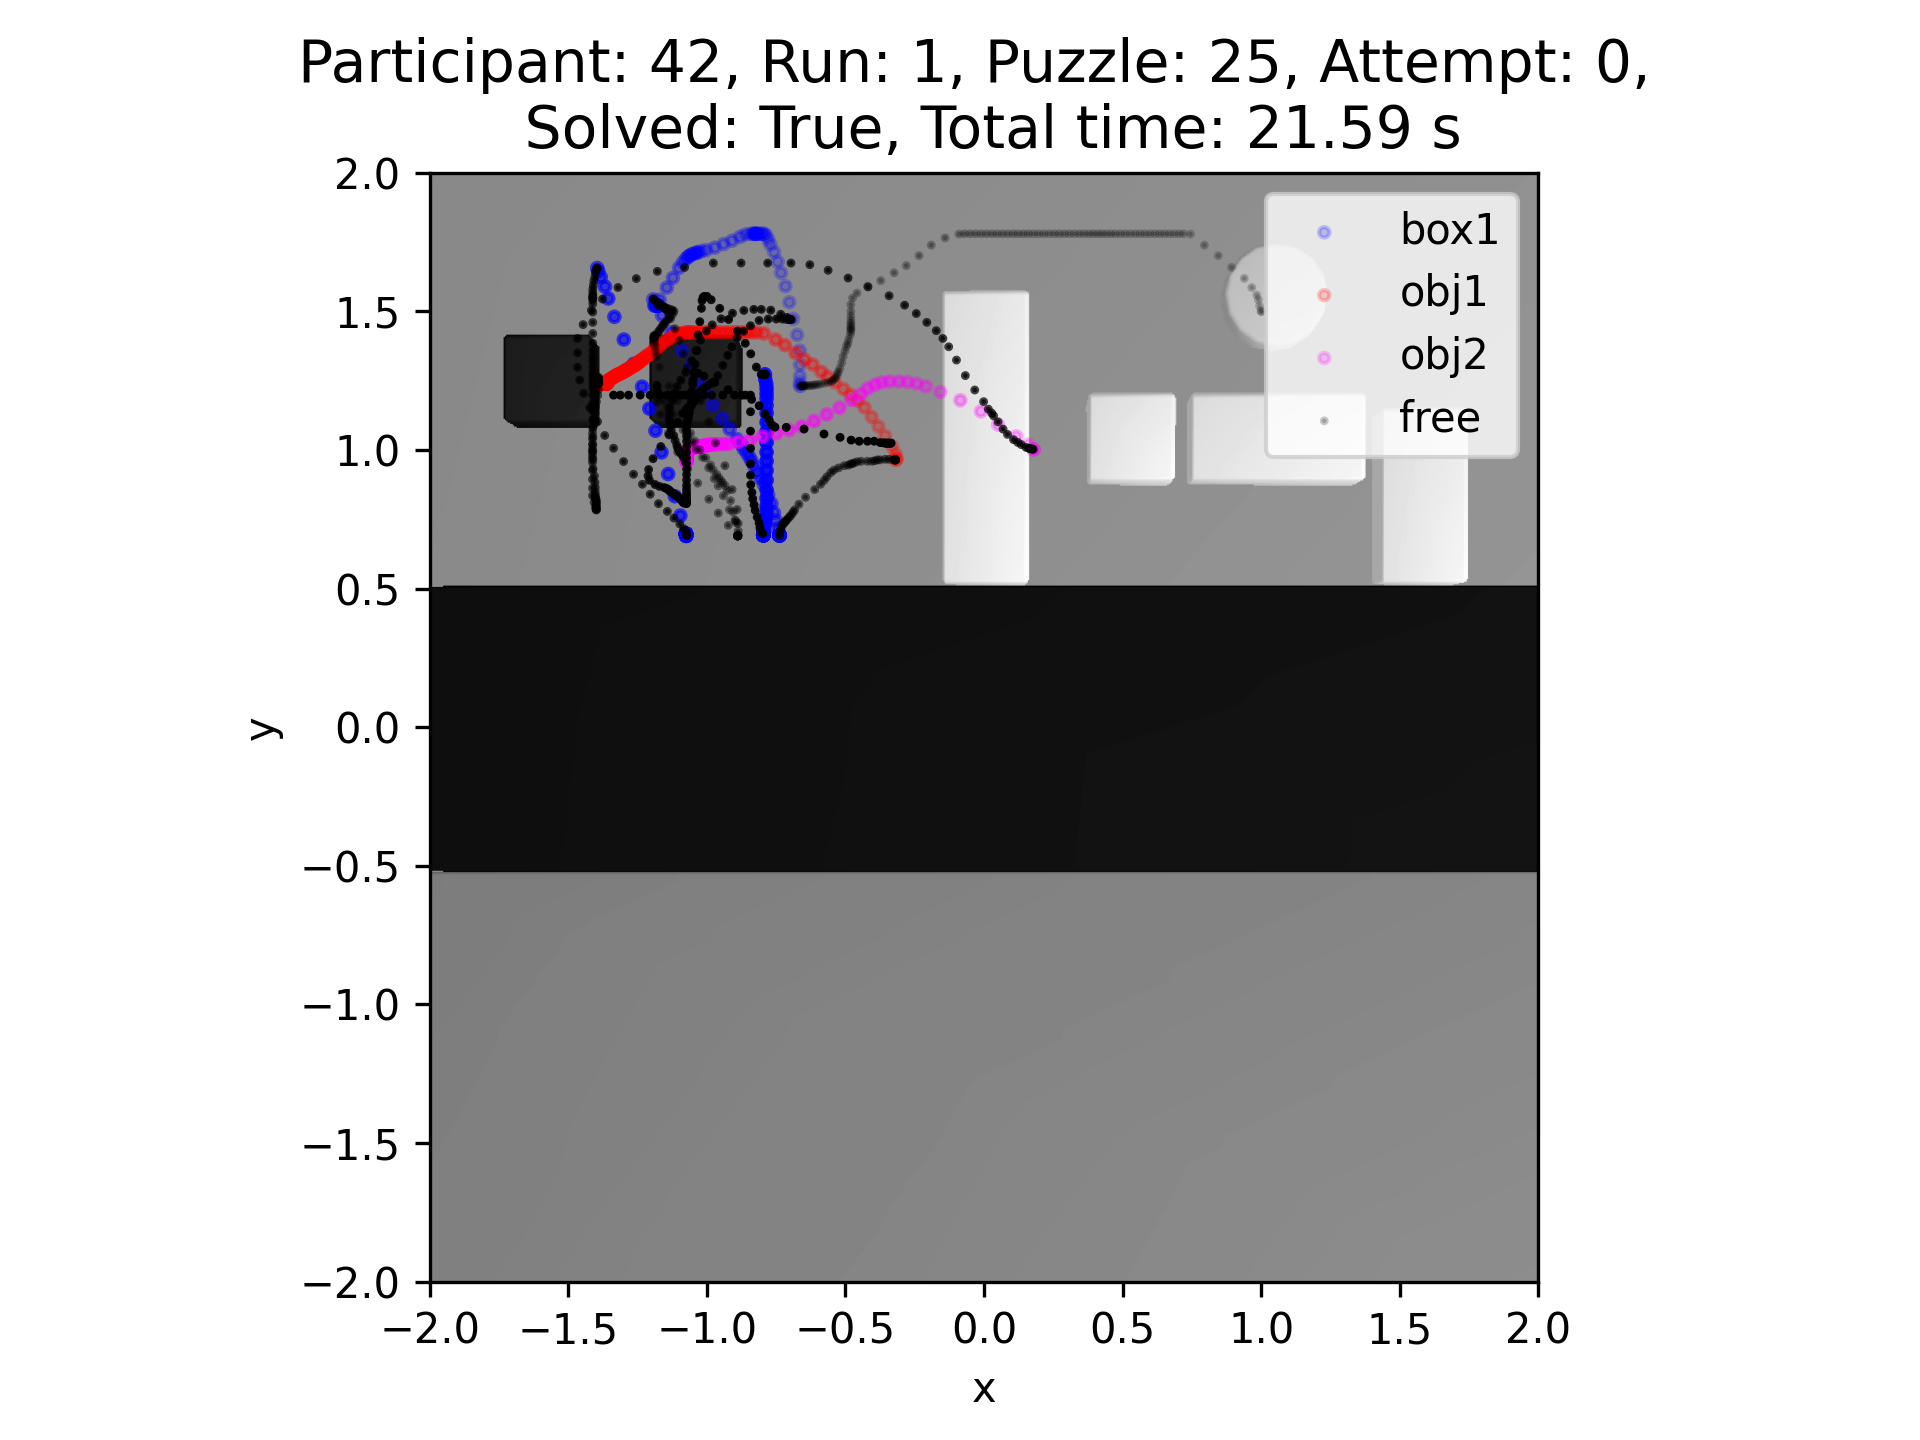 Participant: 42, Run: 1, Puzzle: 25, Attempt: 0,
Solved: True, Total time: 21.59 s
box1
obj1
obj2
free
2.0
1.5
1.0
0.5
0.0
−0.5
−1.0
−1.5
−2.0
y
−2.0 −1.5 −1.0 −0.5 0.0 0.5 1.0 1.5 2.0
x